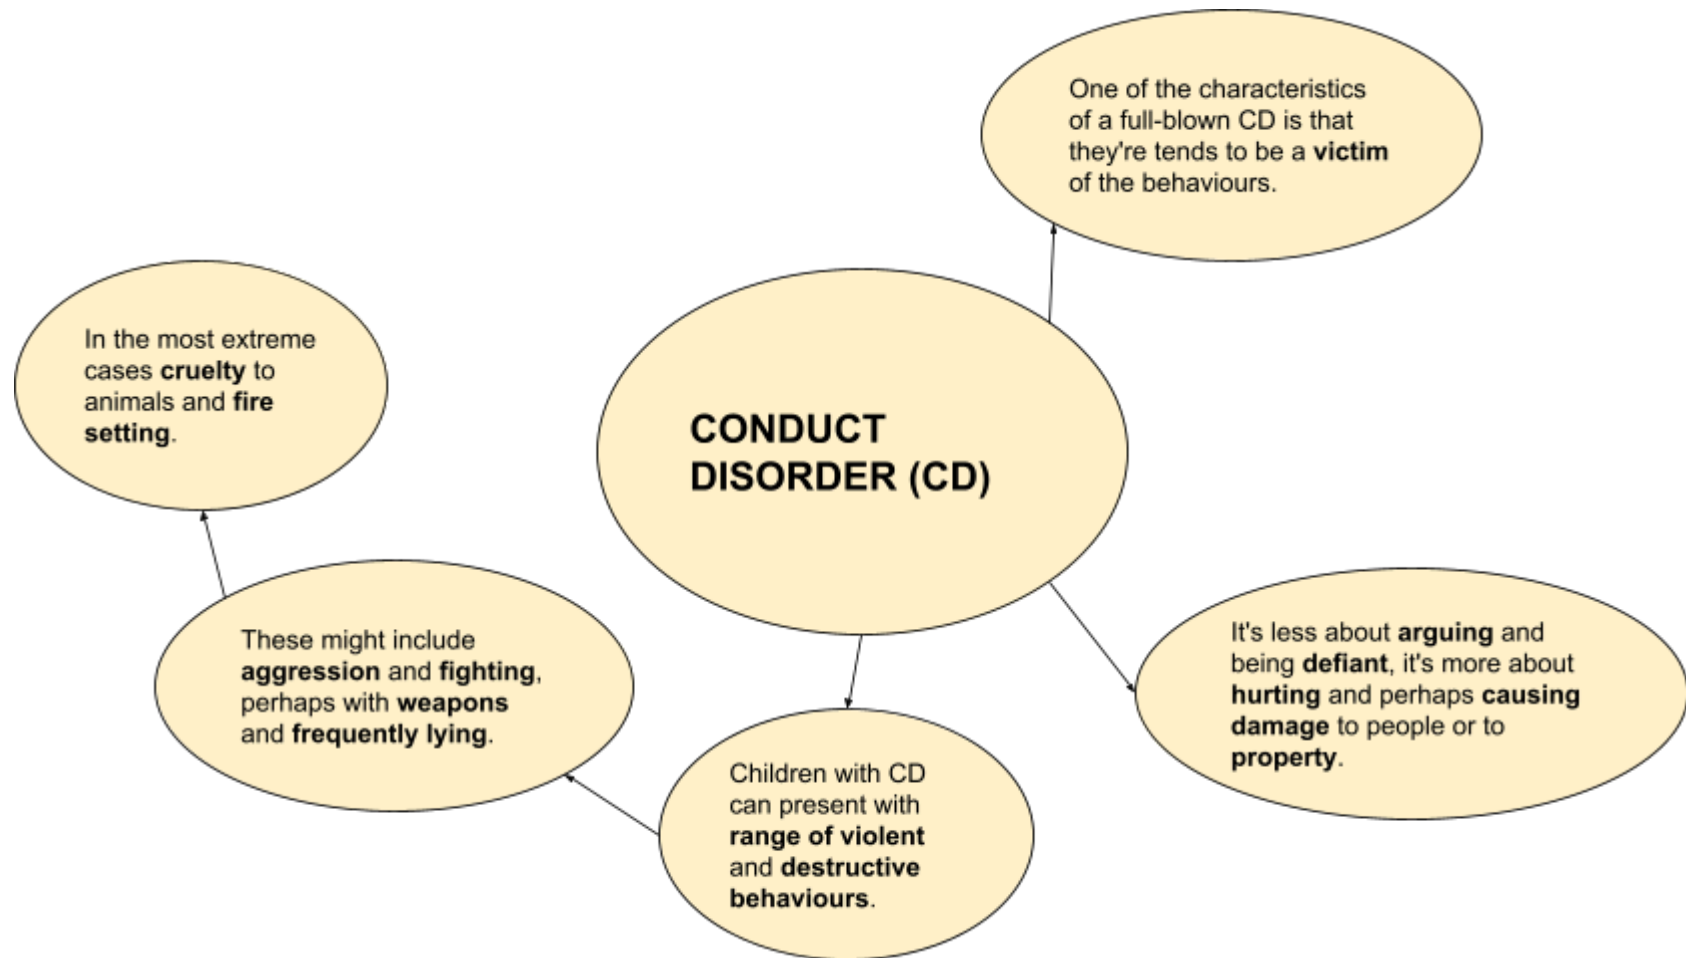 One of the characteristics
of a full-blown CD is that
they're tends to be a victim
of the behaviours.
In the most extreme
cases cruelty to
animals and fire
setting.
CONDUCT
DISORDER (CD)
These might include
aggression and fighting,
perhaps with weapons
and frequently lying.
It's less about arguing and
being defiant, it's more about
hurting and perhaps causing
damage to people or to
property.
Children with CD
can present with
range of violent
and destructive
behaviours.